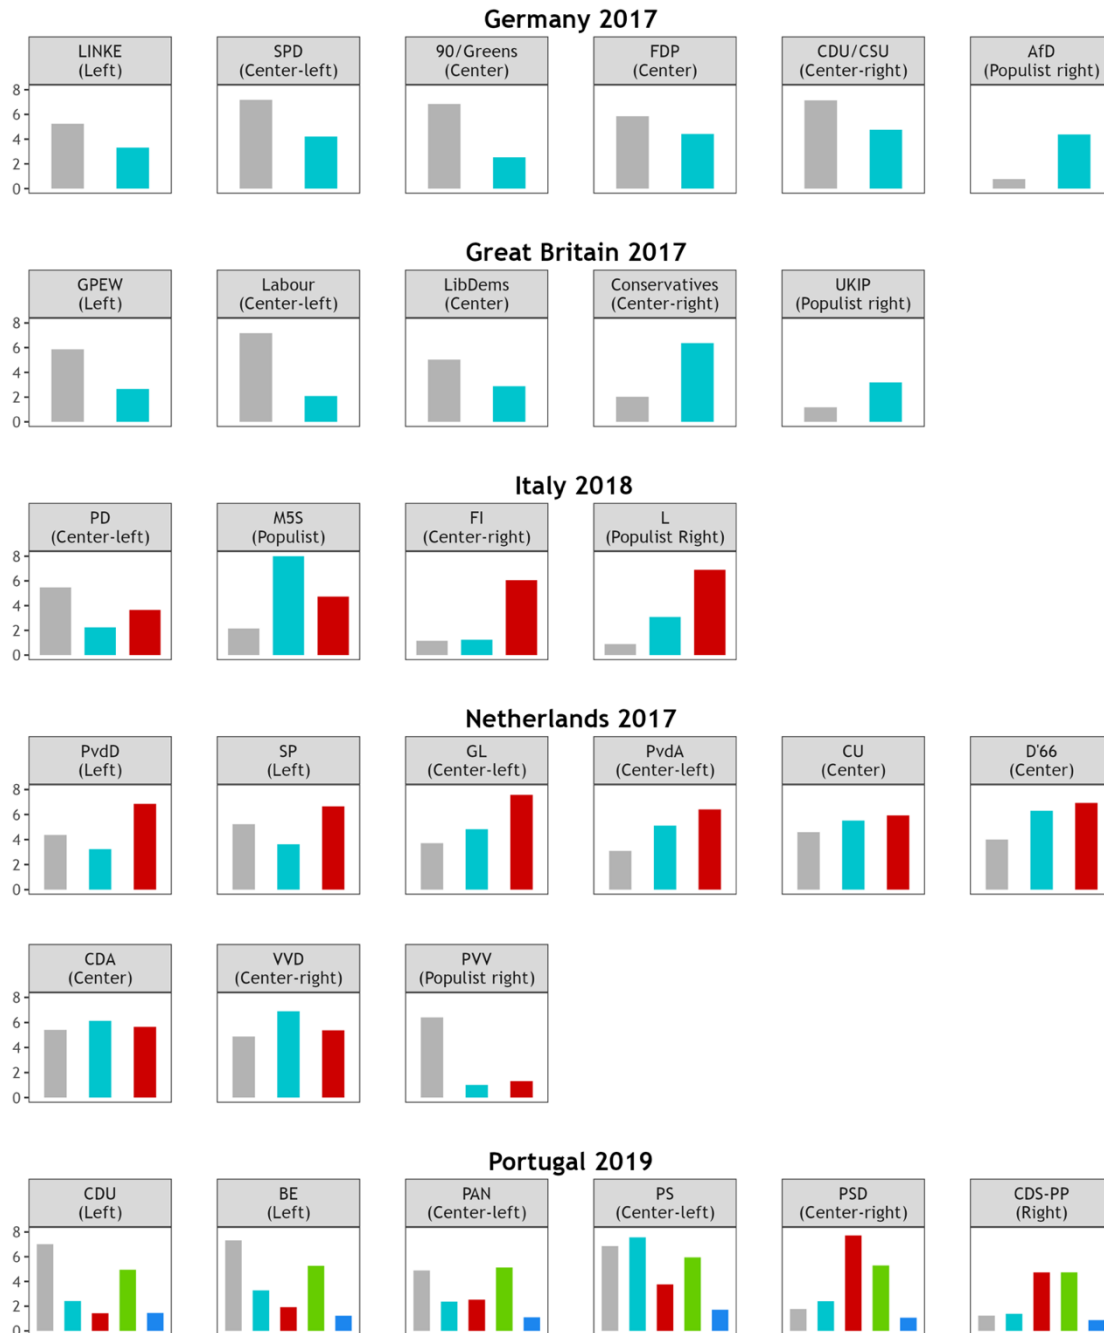 Germany 2017
LINKE
(Left)
SPD
(Center-left)
90/Greens
(Center)
FDP
(Center)
CDU/CSU
(Center-right)
AfD
(Populist right)
8
6
4
2
0
Great Britain 2017
GPEW
(Left)
Labour
(Center-left)
LibDems
(Center)
Conservatives
(Center-right)
UKIP
(Populist right)
8
6
4
2
0
Italy 2018
PD
(Center-left)
M5S
(Populist)
FI
(Center-right)
L
(Populist Right)
8
6
4
2
0
Netherlands 2017
PvdD
(Left)
SP
(Left)
GL
(Center-left)
PvdA
(Center-left)
CU
(Center)
D'66
(Center)
8
6
4
2
0
CDA
(Center)
VVD
(Center-right)
PVV
(Populist right)
8
6
4
2
0
Portugal 2019
CDU
(Left)
BE
(Left)
PAN
(Center-left)
PS
(Center-left)
PSD
(Center-right)
CDS-PP
(Right)
8
6
4
2
0